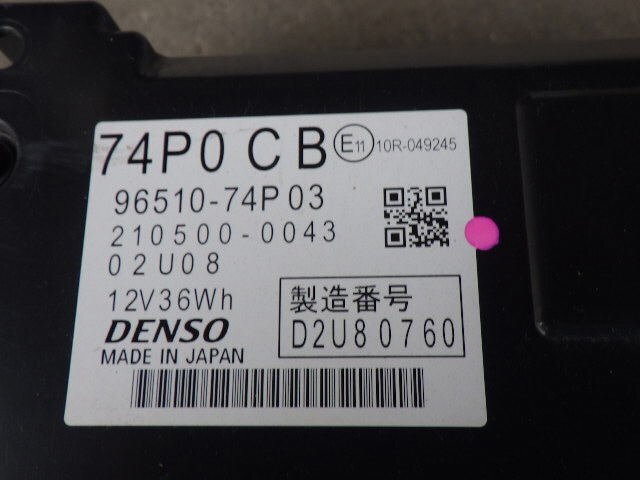 74P0 CB E11 10R-049245
96510-74P03
210500-0043
02U08
12V36Wh
DENSO
MADE IN JAPAN
製造番号
D2U80760